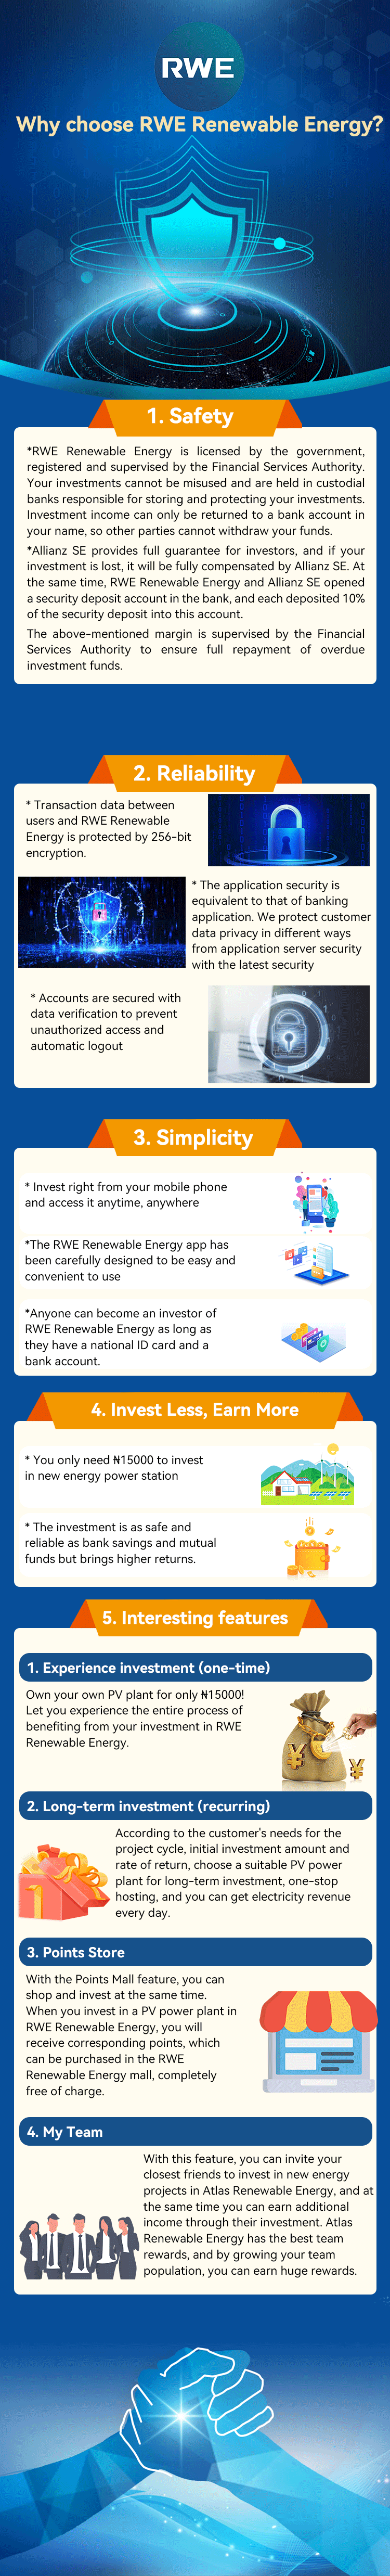 RWE
Why choose RWE Renewable Energy?
1. Safety
*RWE Renewable Energy is licensed by the government,
registered and supervised by the Financial Services Authority.
Your investments cannot be misused and are held in custodial
banks responsible for storing and protecting your investments.
Investment income can only be returned to a bank account in
your name, so other parties cannot withdraw your funds.
*Allianz SE provides full guarantee for investors, and if your
investment is lost, it will be fully compensated by Allianz SE. At
the same time, RWE Renewable Energy and Allianz SE opened
a security deposit account in the bank, and each deposited 10%
of the security deposit into this account.
The above-mentioned margin is supervised by the Financial
Services Authority to ensure full repayment of overdue
investment funds.
2. Reliability
* Transaction data between
users and RWE Renewable
Energy is protected by 256-bit
encryption.
* The application security is
equivalent to that of banking
application. We protect customer
data privacy in different ways
from application server security
with the latest security
* Accounts are secured with
data verification to prevent
unauthorized access and
automatic logout
3. Simplicity
* Invest right from your mobile phone
and access it anytime, anywhere
*The RWE Renewable Energy app has
been carefully designed to be easy and
convenient to use
*Anyone can become an investor of
RWE Renewable Energy as long as
they have a national ID card and a
bank account.
4. Invest Less, Earn More
* You only need ₦15000 to invest
in new energy power station
* The investment is as safe and
reliable as bank savings and mutual
funds but brings higher returns.
5. Interesting features
1. Experience investment (one-time)
Own your own PV plant for only ₦15000!
Let you experience the entire process of
benefiting from your investment in RWE
Renewable Energy.
¥
¥
2. Long-term investment (recurring)
According to the customer's needs for the
project cycle, initial investment amount and
rate of return, choose a suitable PV power
plant for long-term investment, one-stop
hosting, and you can get electricity revenue
every day.
3. Points Store
With the Points Mall feature, you can
shop and invest at the same time.
When you invest in a PV power plant in
RWE Renewable Energy, you will
receive corresponding points, which
can be purchased in the RWE
Renewable Energy mall, completely
free of charge.
4. My Team
With this feature, you can invite your
closest friends to invest in new energy
projects in Atlas Renewable Energy, and at
the same time you can earn additional
income through their investment. Atlas
Renewable Energy has the best team
rewards, and by growing your team
population, you can earn huge rewards.